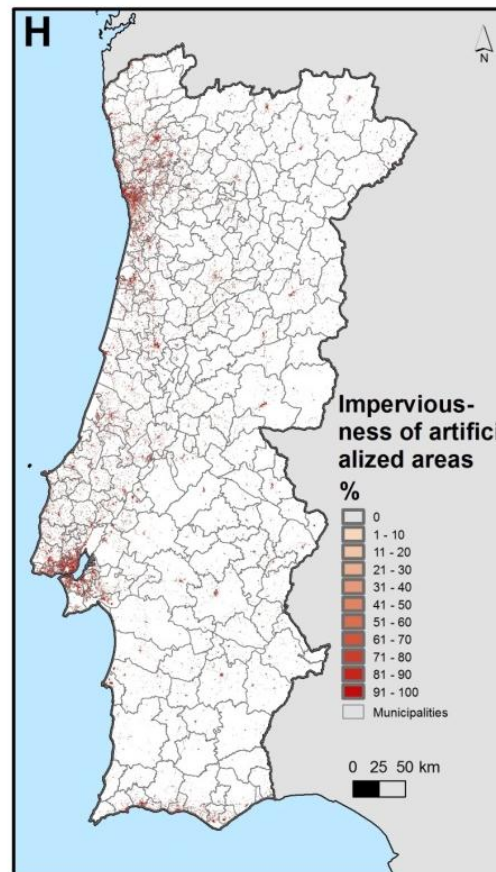 H
N
Impervious-
ness of artifici
alized areas
%
0
1 - 10
11 - 20
21 - 30
31 - 40
41 - 50
51 - 60
61 - 70
71 - 80
81 - 90
91 - 100
Municipalities
0 25 50 km